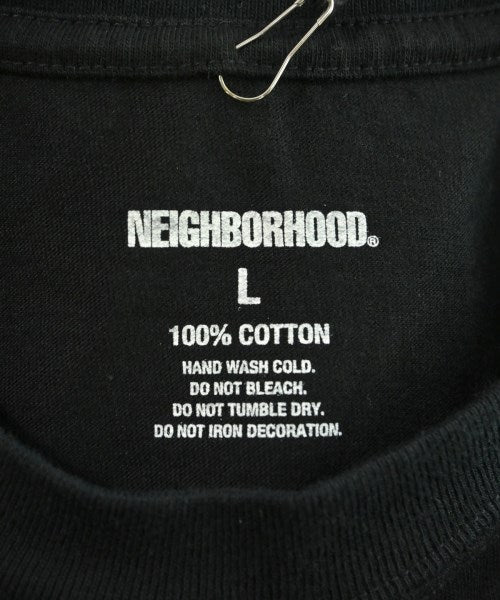 NEIGHBORHOOD®
L
100% COTTON
HAND WASH COLD.
DO NOT BLEACH.
DO NOT TUMBLE DRY.
DO NOT IRON DECORATION.